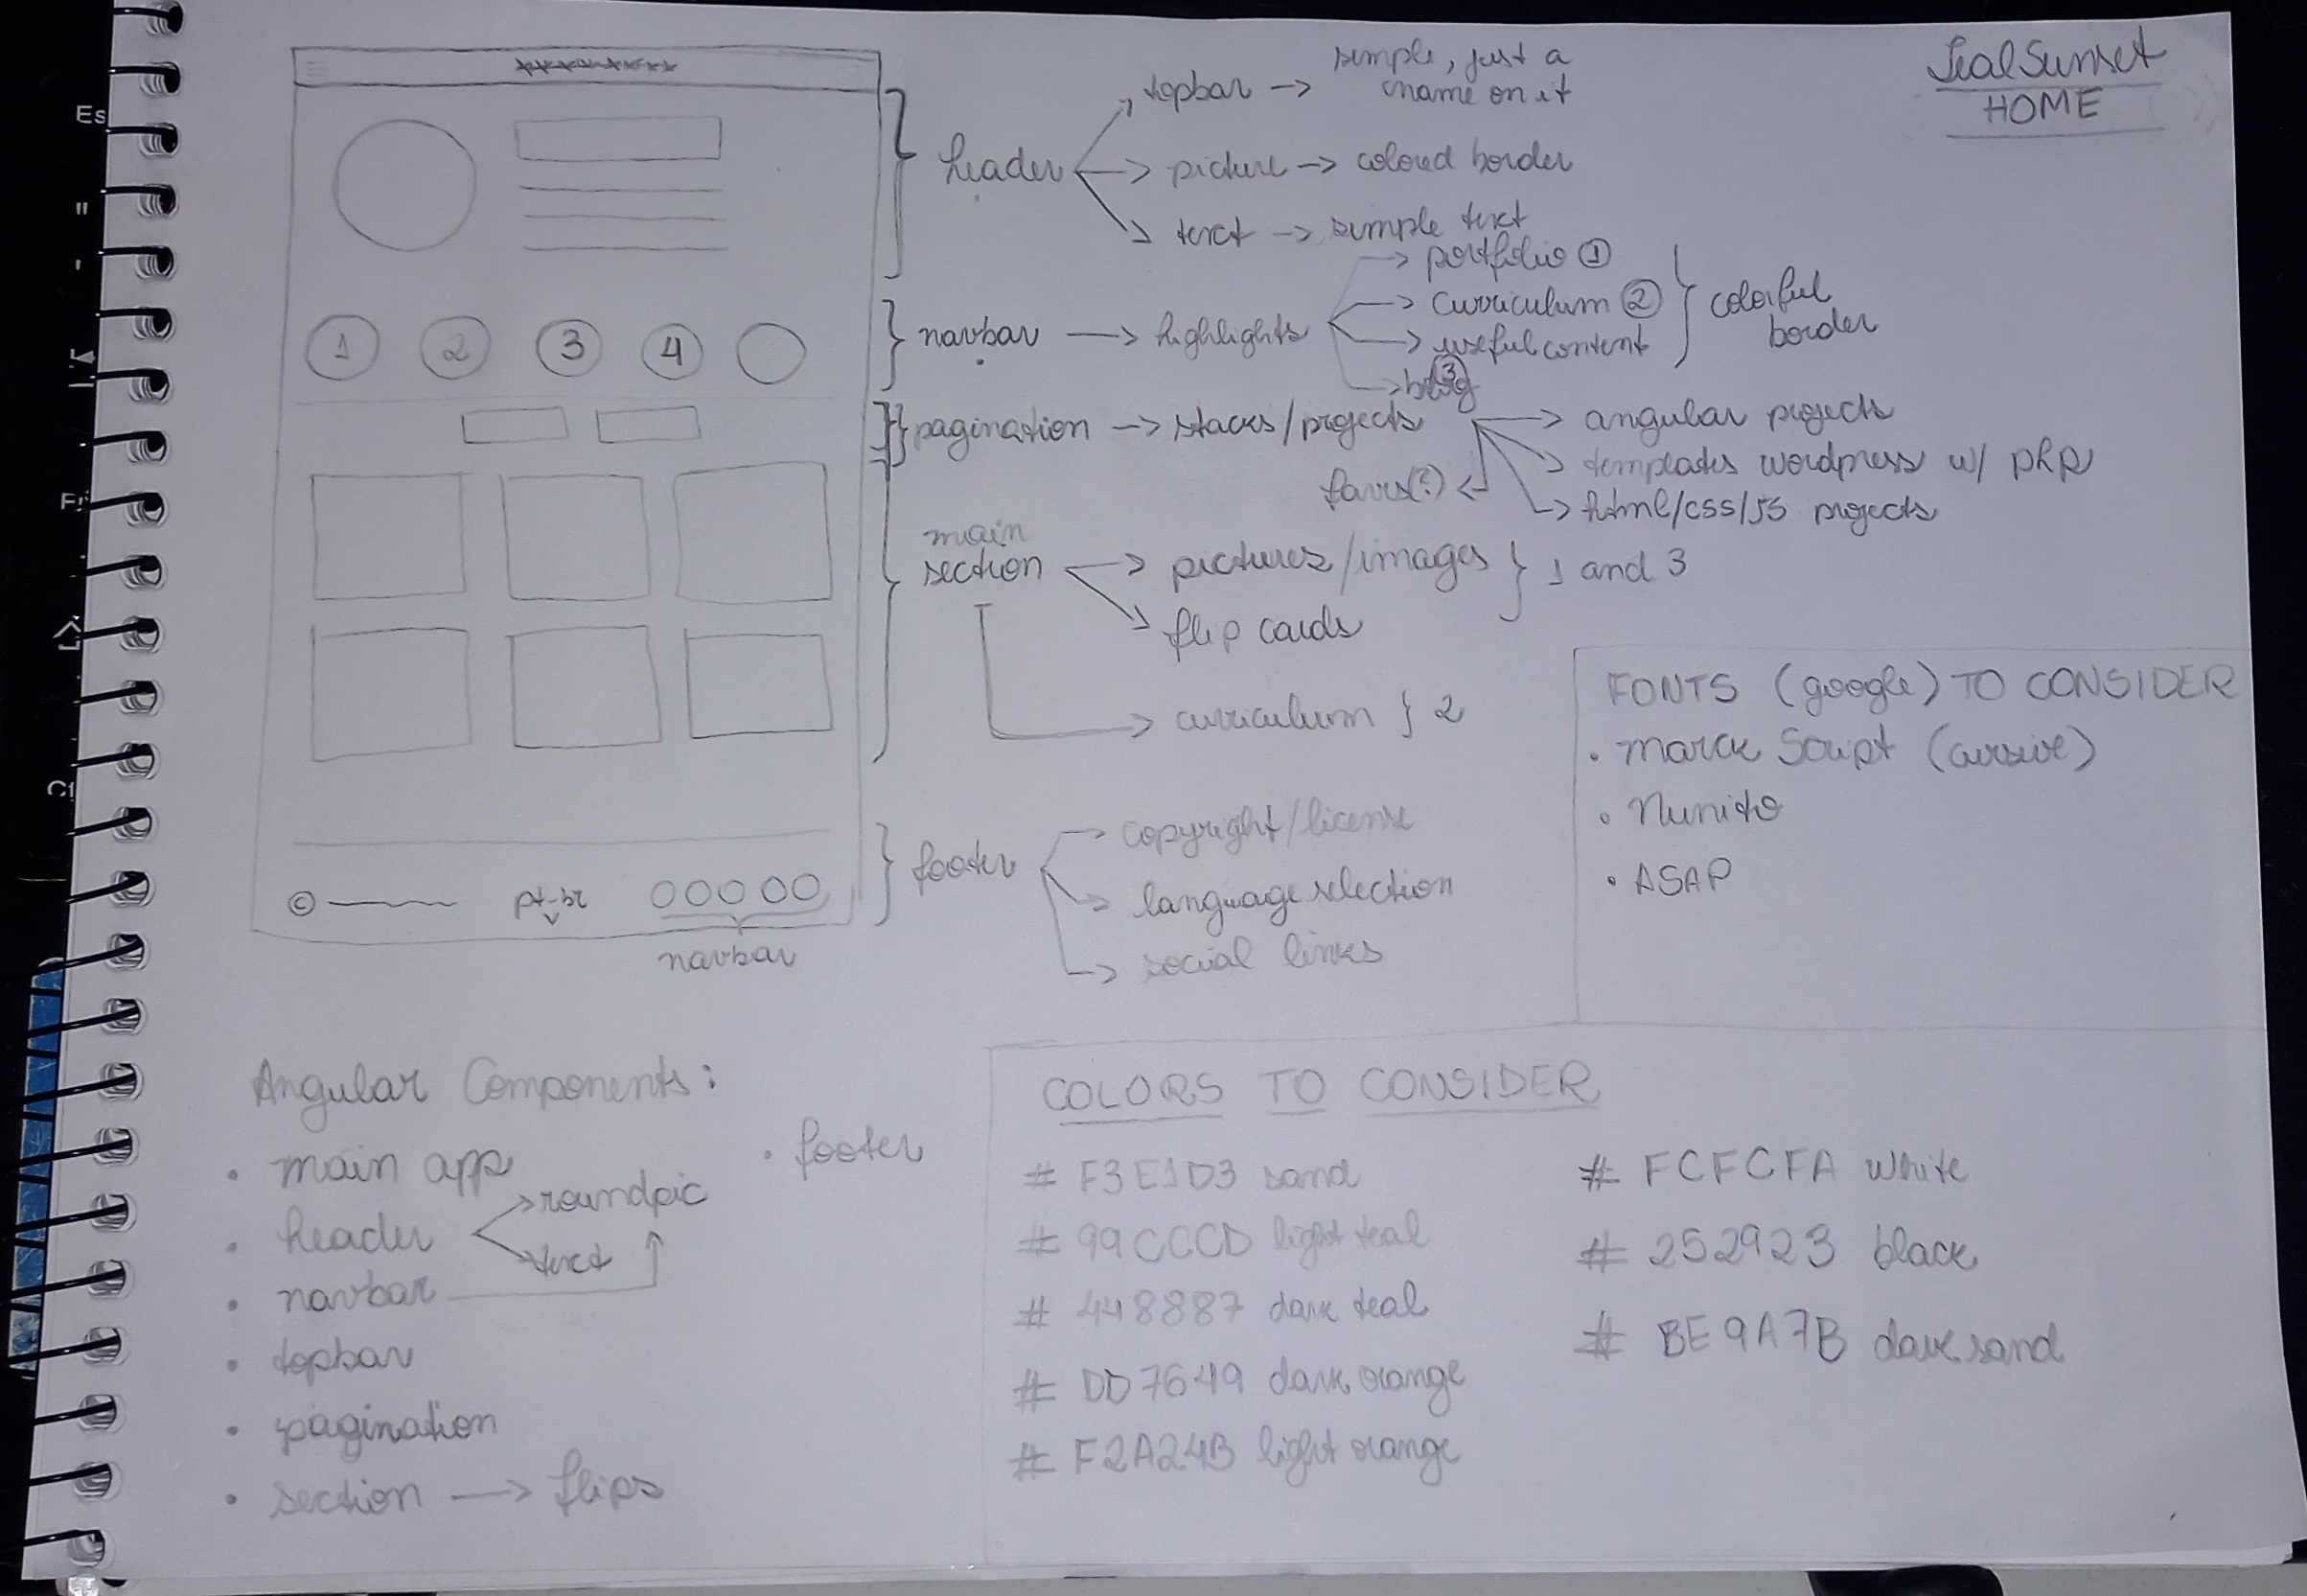 TealSunset
HOME
header
topbar -> simple, just a
name on it
-> picture -> colored border
text -> simple text
1 2 3 4
navbar -> highlights
-> portfolio ①
-> curriculum ②
-> useful content
③
-> blog
colorful
border
pagination -> stacks/projects
-> angular projects
templates wordpress w/ php
-> html/css/JS projects
favs(?)
main
section -> pictures/images } 1 and 3
flip cards
-> curriculum } 2
© pt-br
navbar
footer
copyright/license
language selection
-> social links
FONTS (google) TO CONSIDER
• Marck Script (cursive)
• Nunito
• ASAP
Angular Components:
• main app
• header
roundpic
text
• navbar
• topbar
• pagination
• section -> flips
• footer
COLORS TO CONSIDER
# F3E1D3 sand
# 99CCCD light teal
# 448887 dark teal
# DD7649 dark orange
# F2A24B light orange
# FCFCFA white
# 252923 black
# BE9A7B dark sand
Es
"
'